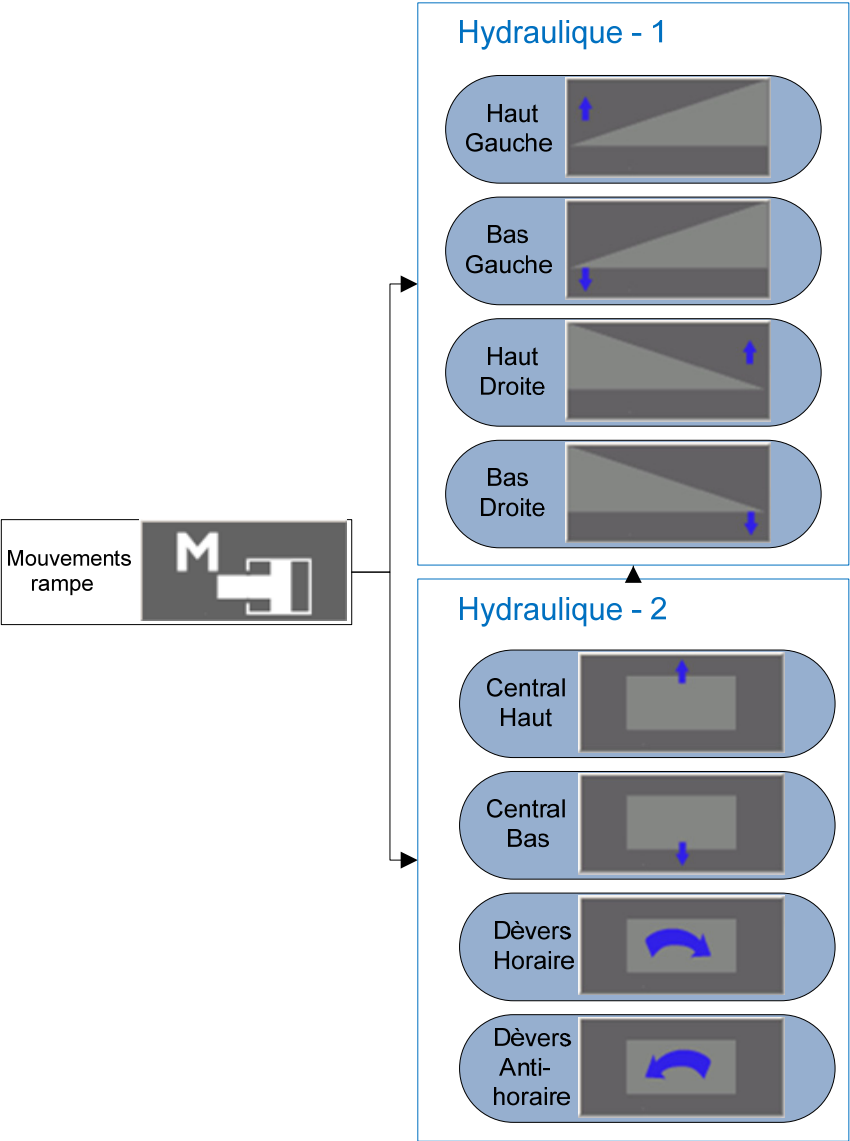 Hydraulique - 1
Haut
Gauche
Bas
Gauche
Haut
Droite
Bas
Droite
Mouvements
rampe
M
Hydraulique - 2
Central
Haut
Central
Bas
Dèvers
Horaire
Dèvers
Anti-
horaire